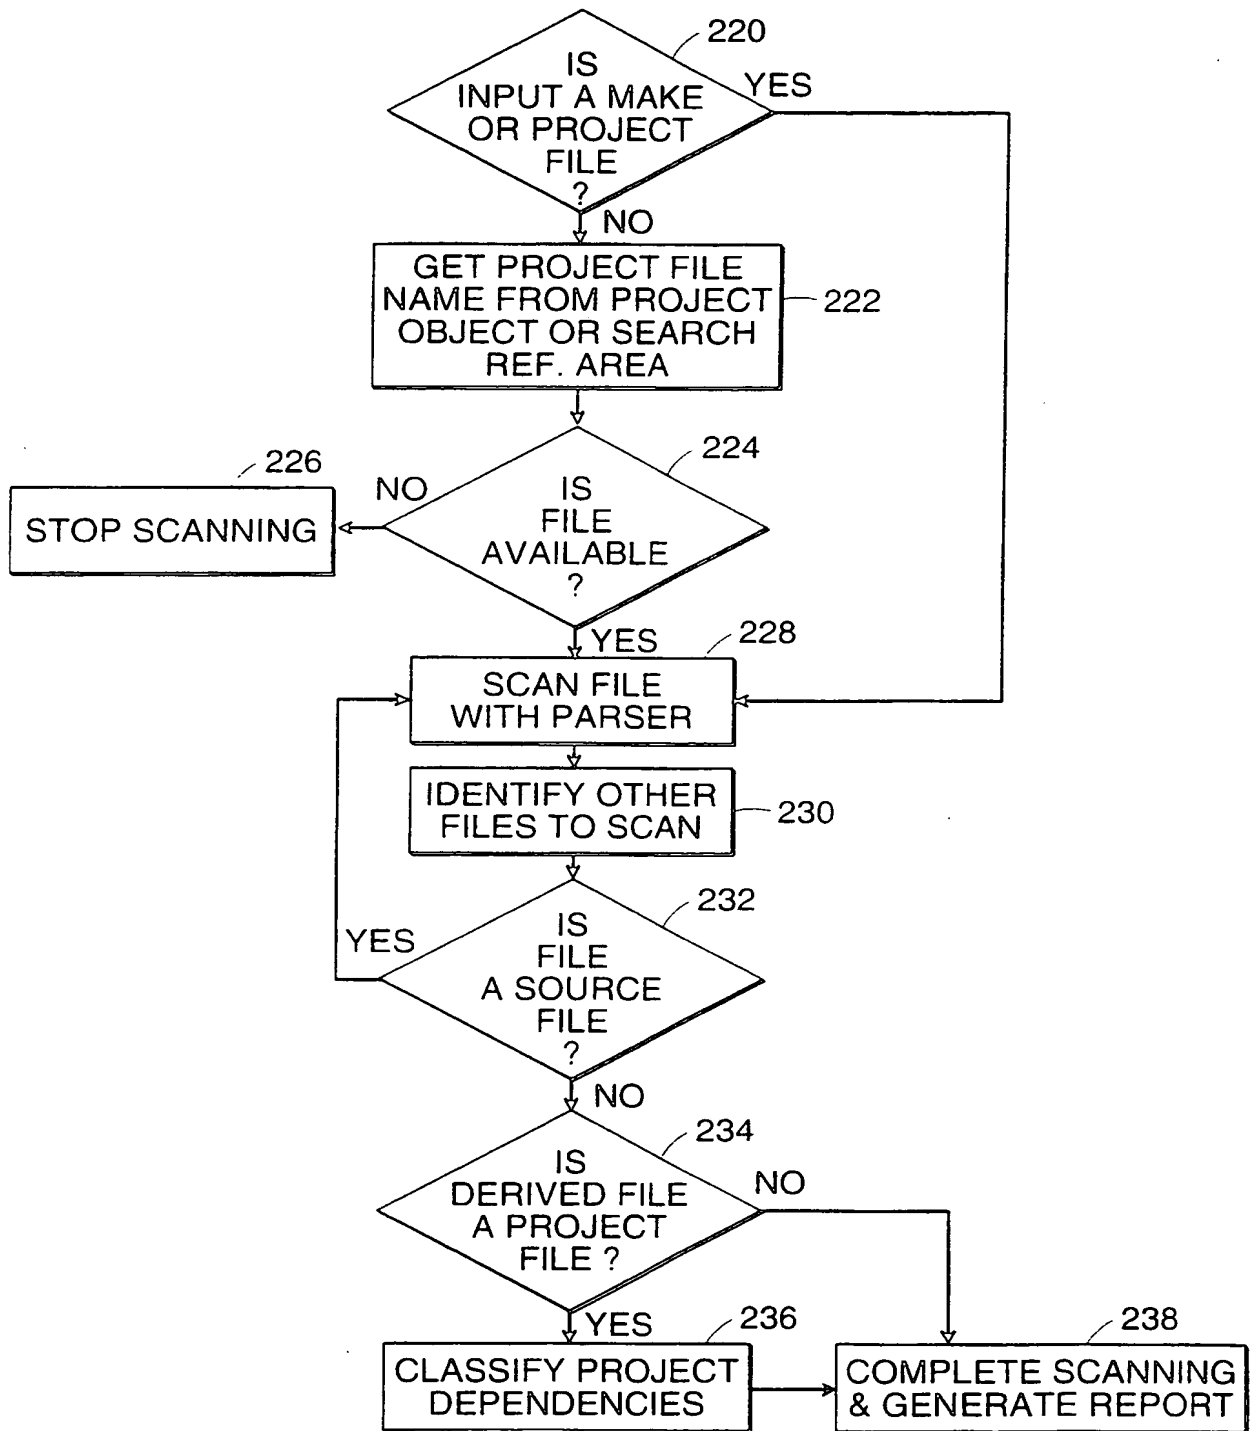 220
IS
INPUT A MAKE
OR PROJECT
FILE
?
YES
NO
GET PROJECT FILE
NAME FROM PROJECT
OBJECT OR SEARCH
REF. AREA
222
224
IS
FILE
AVAILABLE
?
NO
226
STOP SCANNING
YES
228
SCAN FILE
WITH PARSER
IDENTIFY OTHER
FILES TO SCAN
230
232
IS
FILE
A SOURCE
FILE
?
YES
NO
234
IS
DERIVED FILE
A PROJECT
FILE ?
NO
YES
236
CLASSIFY PROJECT
DEPENDENCIES
238
COMPLETE SCANNING
& GENERATE REPORT